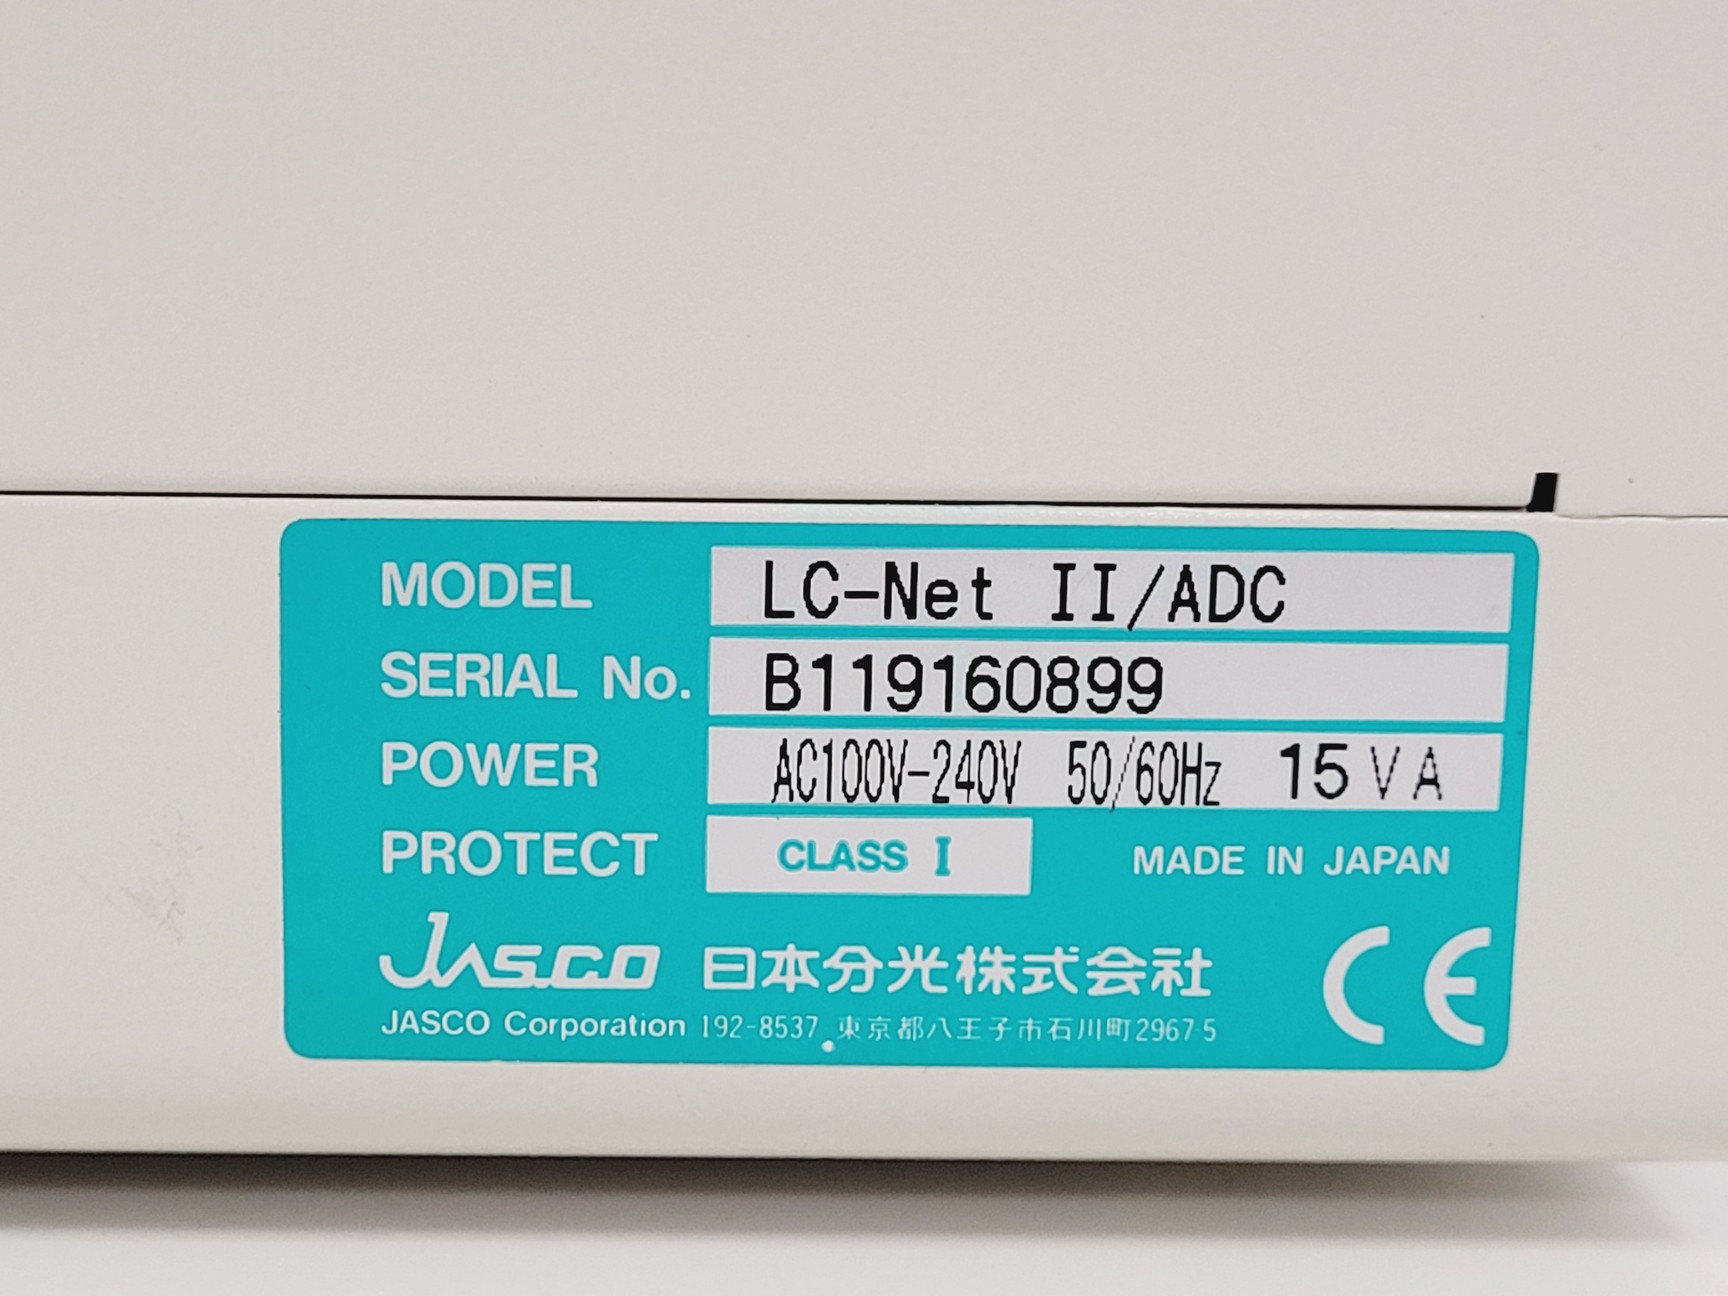 MODEL LC-Net II/ADC
SERIAL No. B119160899
POWER AC100V-240V 50/60Hz 15VA
PROTECT CLASS I MADE IN JAPAN
JASCO 日本分光株式会社 CE
JASCO Corporation 192-8537 東京都八王子市石川町2967-5